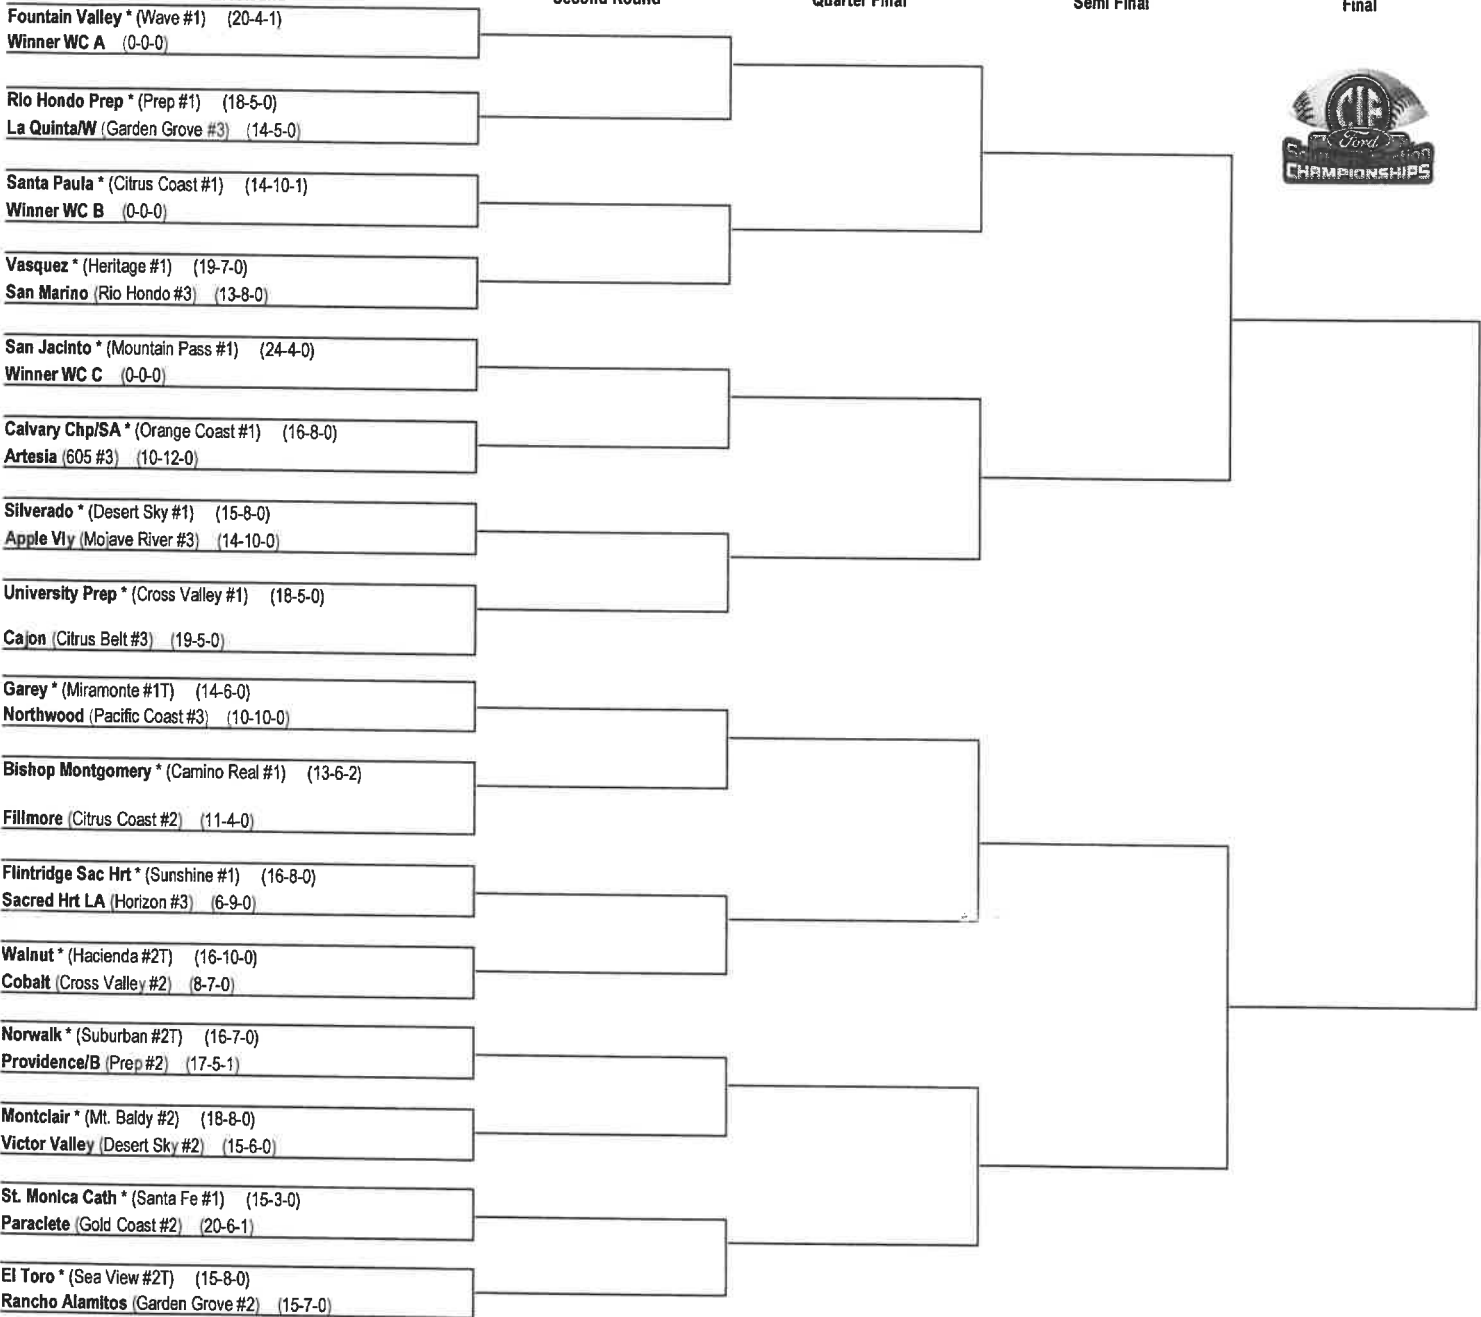 Second Round
Quarter Final
Semi Final
Final
Fountain Valley * (Wave #1) (20-4-1)
Winner WC A (0-0-0)
Rio Hondo Prep * (Prep #1) (18-5-0)
La Quinta/W (Garden Grove #3) (14-5-0)
CIF
Ford
CHAMPIONSHIPS
Santa Paula * (Citrus Coast #1) (14-10-1)
Winner WC B (0-0-0)
Vasquez * (Heritage #1) (19-7-0)
San Marino (Rio Hondo #3) (13-8-0)
San Jacinto * (Mountain Pass #1) (24-4-0)
Winner WC C (0-0-0)
Calvary Chp/SA * (Orange Coast #1) (16-8-0)
Artesia (605 #3) (10-12-0)
Silverado * (Desert Sky #1) (15-8-0)
Apple Vly (Mojave River #3) (14-10-0)
University Prep * (Cross Valley #1) (18-5-0)
Cajon (Citrus Belt #3) (19-5-0)
Garey * (Miramonte #1T) (14-6-0)
Northwood (Pacific Coast #3) (10-10-0)
Bishop Montgomery * (Camino Real #1) (13-6-2)
Fillmore (Citrus Coast #2) (11-4-0)
Flintridge Sac Hrt * (Sunshine #1) (16-8-0)
Sacred Hrt LA (Horizon #3) (6-9-0)
Walnut * (Hacienda #2T) (16-10-0)
Cobalt (Cross Valley #2) (8-7-0)
Norwalk * (Suburban #2T) (16-7-0)
Providence/B (Prep #2) (17-5-1)
Montclair * (Mt. Baldy #2) (18-8-0)
Victor Valley (Desert Sky #2) (15-6-0)
St. Monica Cath * (Santa Fe #1) (15-3-0)
Paraclete (Gold Coast #2) (20-6-1)
El Toro * (Sea View #2T) (15-8-0)
Rancho Alamitos (Garden Grove #2) (15-7-0)